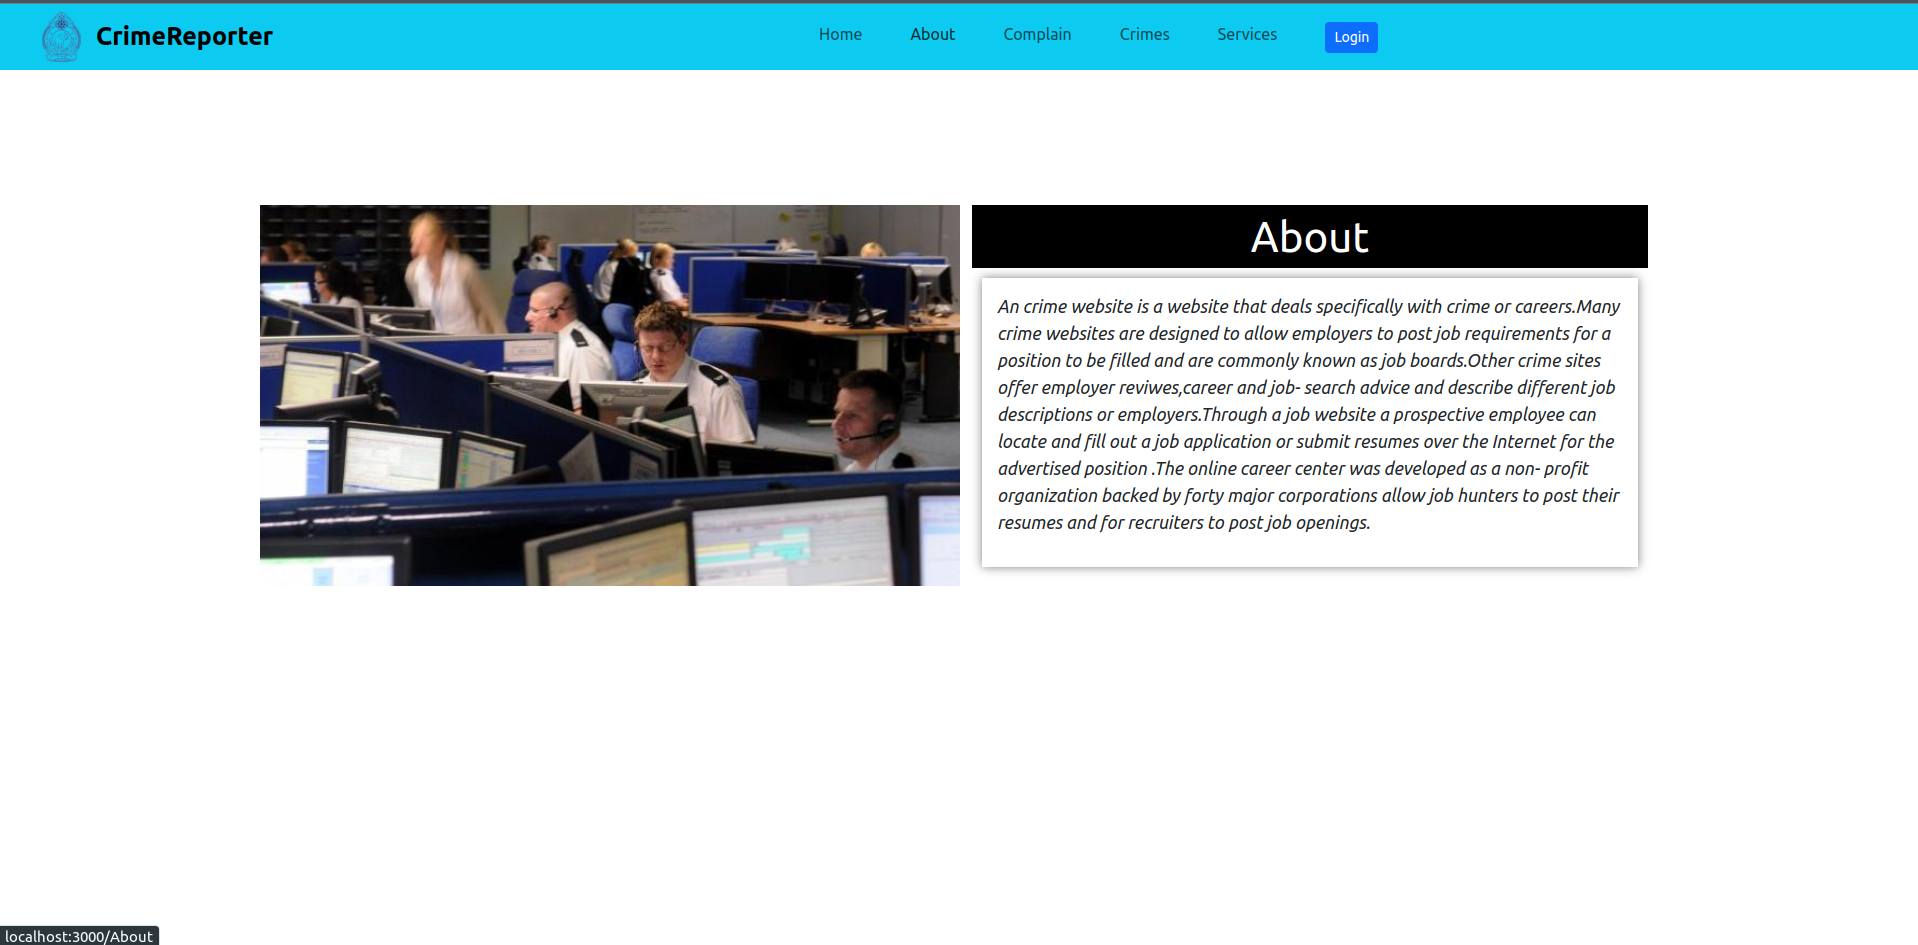 CrimeReporter
Home About Complain Crimes Services Login
About
An crime website is a website that deals specifically with crime or careers.Many
crime websites are designed to allow employers to post job requirements for a
position to be filled and are commonly known as job boards.Other crime sites
offer employer reviwes,career and job- search advice and describe different job
descriptions or employers.Through a job website a prospective employee can
locate and fill out a job application or submit resumes over the Internet for the
advertised position .The online career center was developed as a non- profit
organization backed by forty major corporations allow job hunters to post their
resumes and for recruiters to post job openings.
localhost:3000/About